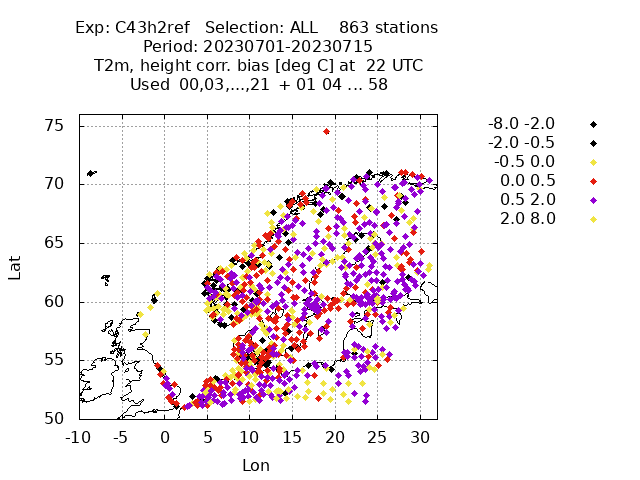 Exp: C43h2ref   Selection: ALL    863 stations
Period: 20230701-20230715
T2m, height corr. bias [deg C] at  22 UTC
Used  00,03,...,21  + 01 04 ... 58
75
70
65
60
55
50
Lat
-10 -5 0 5 10 15 20 25 30
Lon
-8.0 -2.0
-2.0 -0.5
-0.5 0.0
0.0 0.5
0.5 2.0
2.0 8.0